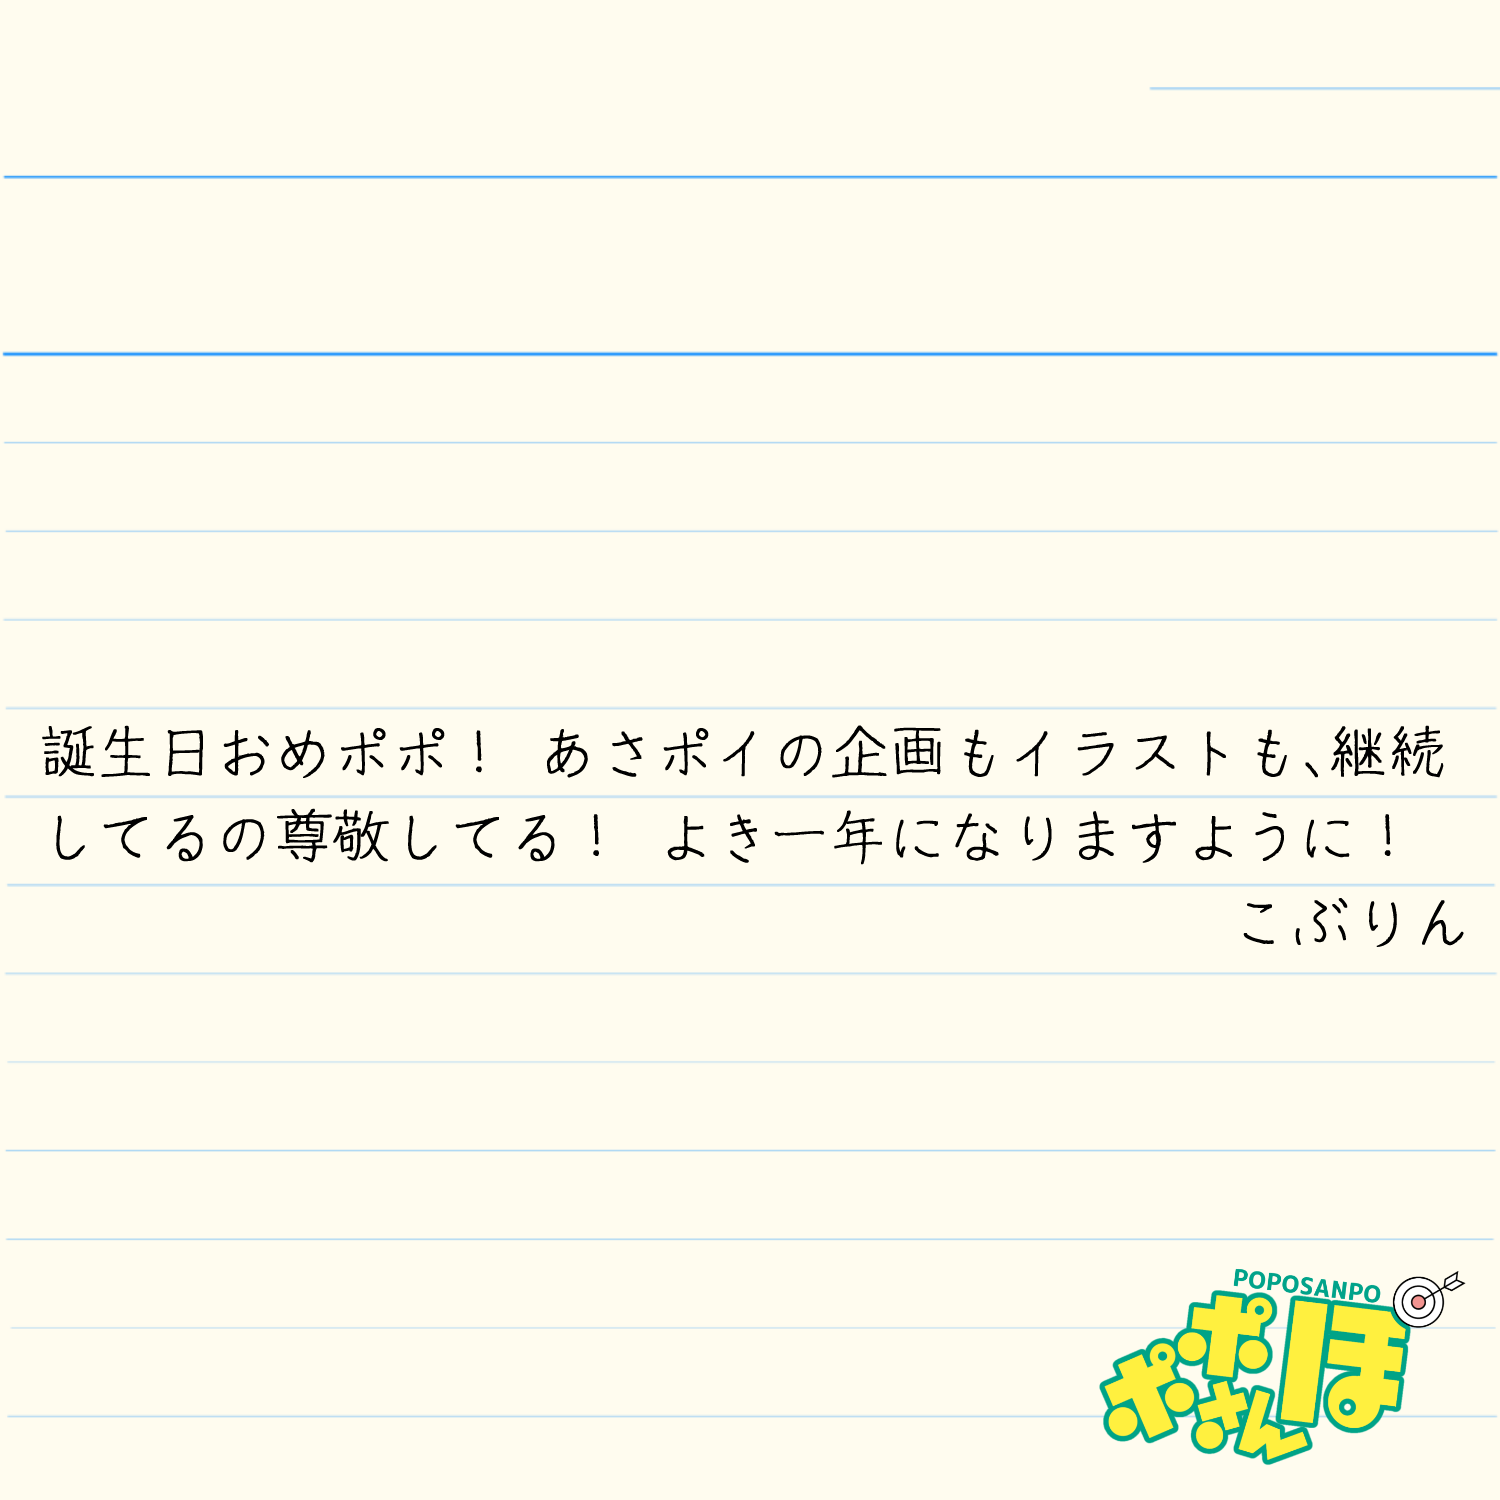 誕生日おめポポ！　あさポイの企画もイラストも、継続
してるの尊敬してる！　よき一年になりますように！
こぶりん
POPOSANPO
ポポさんぽ